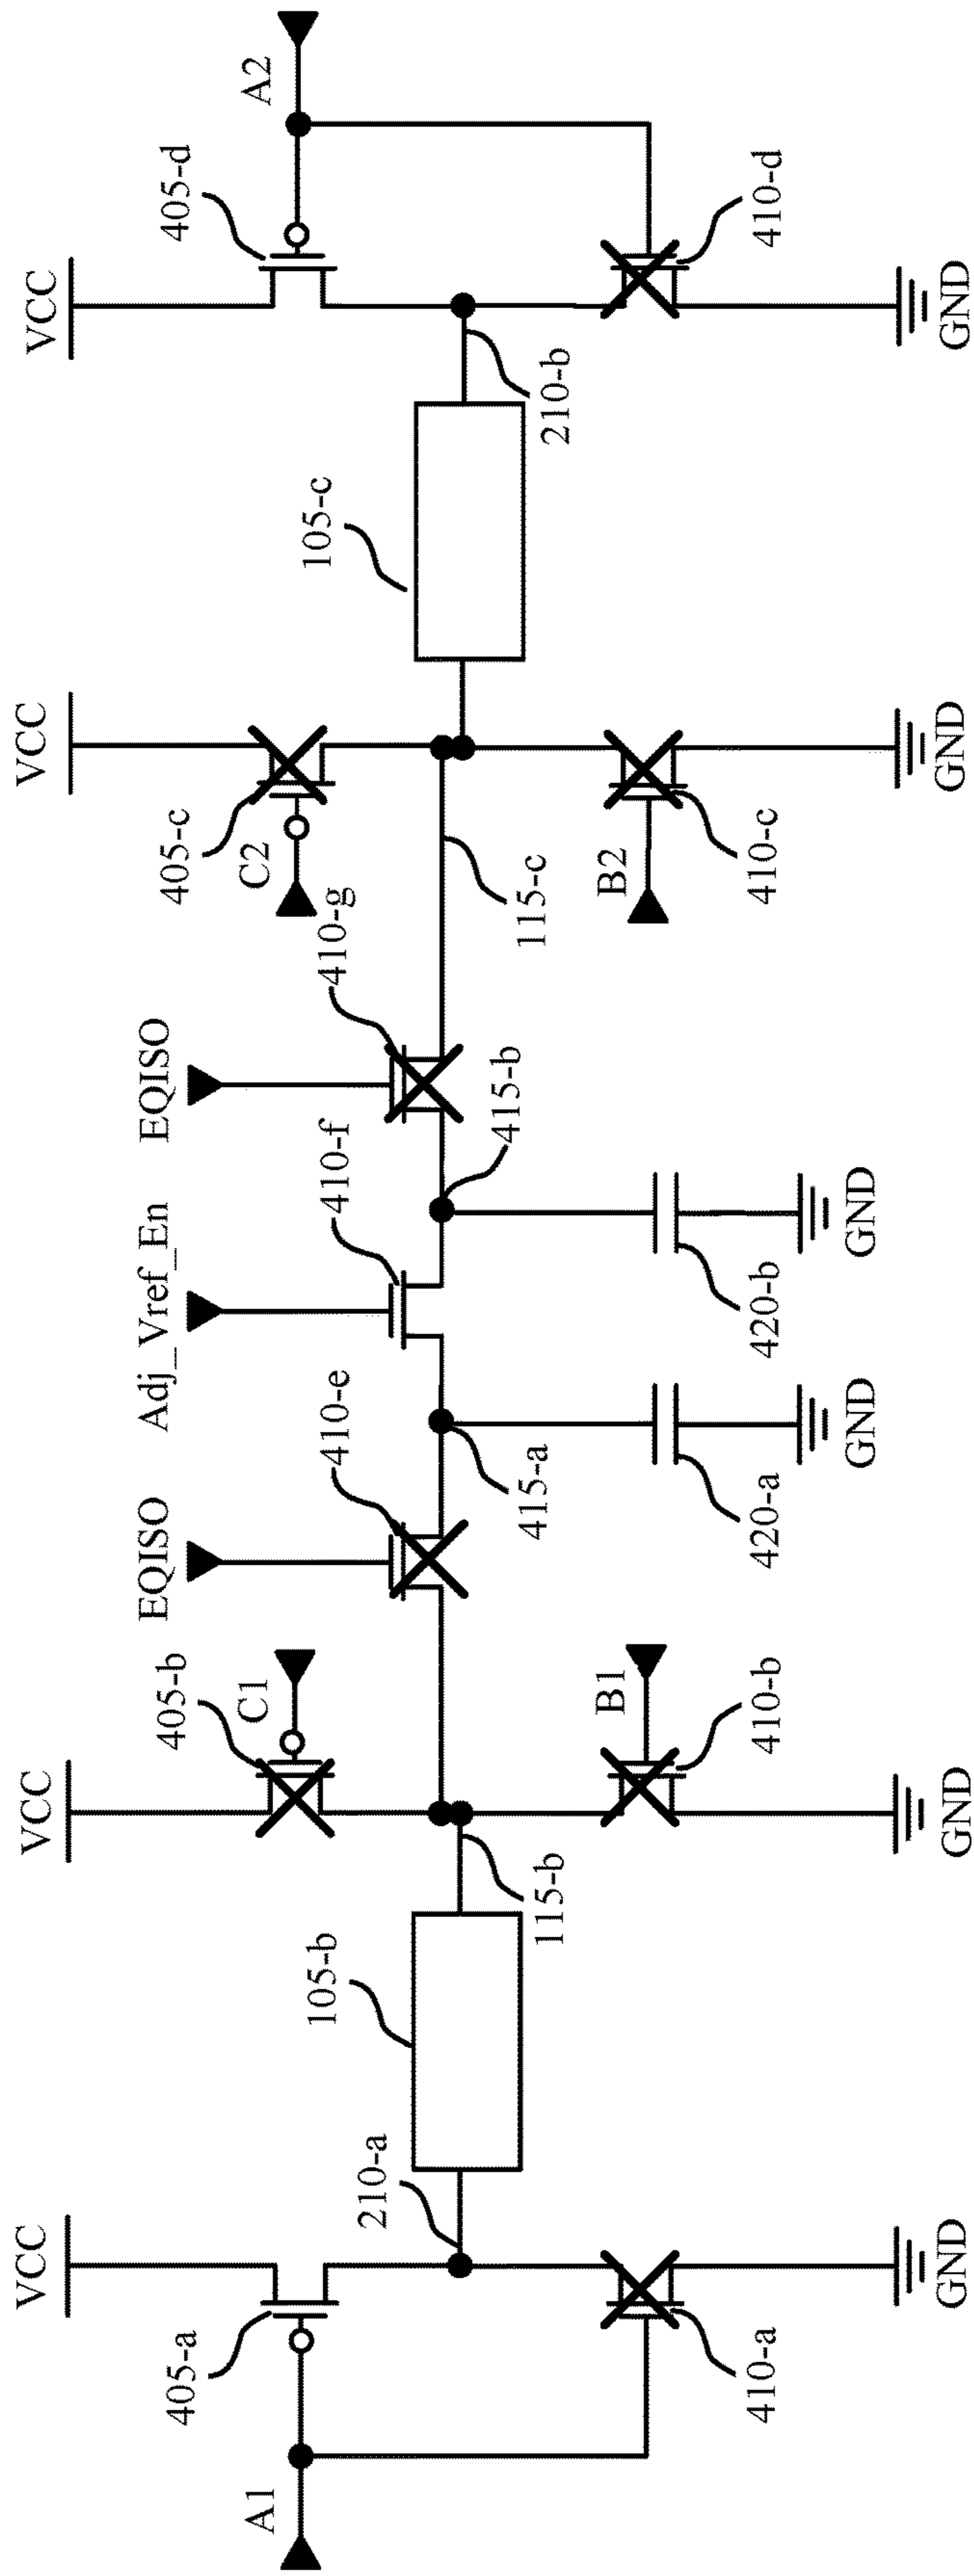 VCC
VCC
VCC
VCC
A1
405-a
210-a
105-b
405-b
C1
EQISO
410-e
Adj_Vref_En
410-f
EQISO
410-g
C2
405-c
105-c
405-d
A2
115-b
B1
410-b
415-a
415-b
115-c
B2
410-c
210-b
410-d
410-a
420-a
420-b
GND
GND
GND
GND
GND
GND